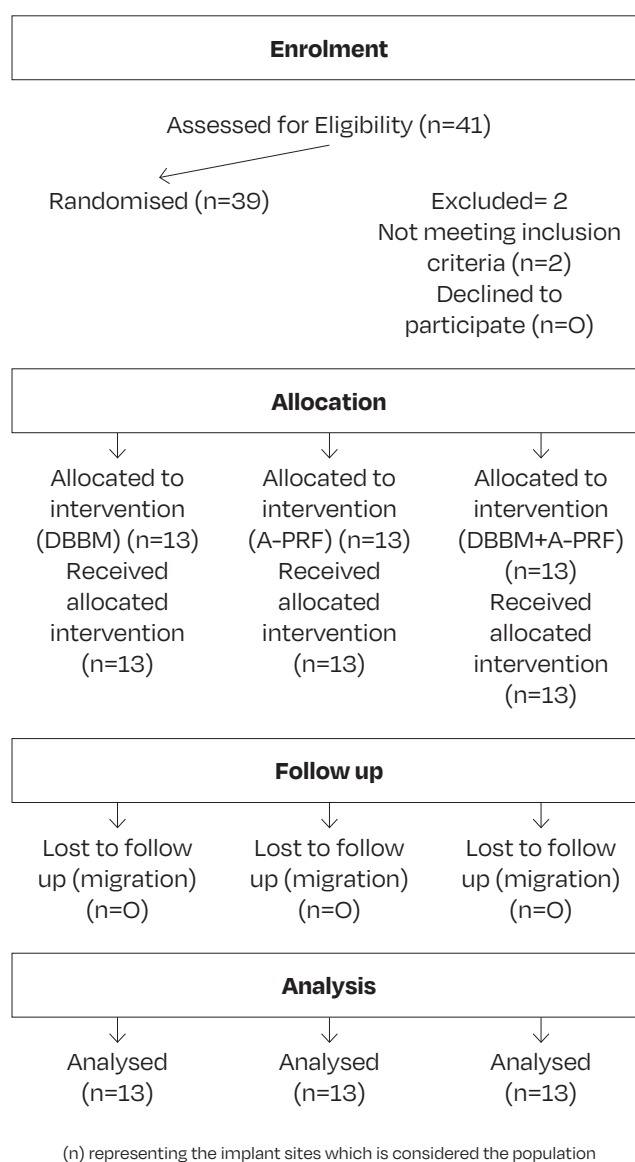 Enrolment
Assessed for Eligibility (n=41)
Randomised (n=39)
Excluded= 2
Not meeting inclusion
criteria (n=2)
Declined to
participate (n=0)
Allocation
Allocated to
intervention
(DBBM) (n=13)
Received
allocated
intervention
(n=13)
Allocated to
intervention
(A-PRF) (n=13)
Received
allocated
intervention
(n=13)
Allocated to
intervention
(DBBM+A-PRF)
(n=13)
Received
allocated
intervention
(n=13)
Follow up
Lost to follow
up (migration)
(n=0)
Lost to follow
up (migration)
(n=0)
Lost to follow
up (migration)
(n=0)
Analysis
Analysed
(n=13)
Analysed
(n=13)
Analysed
(n=13)
(n) representing the implant sites which is considered the population